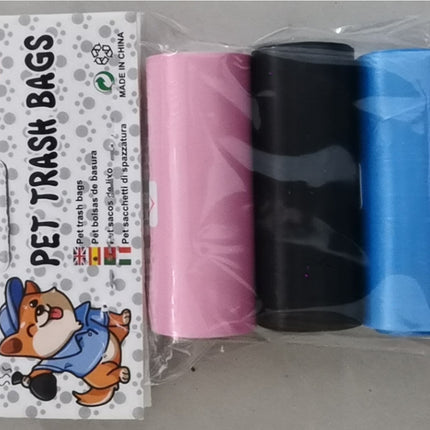 PET TRASH BAGS
MADE IN CHINA
Pet trash bags
Pet bolsas de basura
Pet sacos de lixo
Pet sacchetti di spazzatura